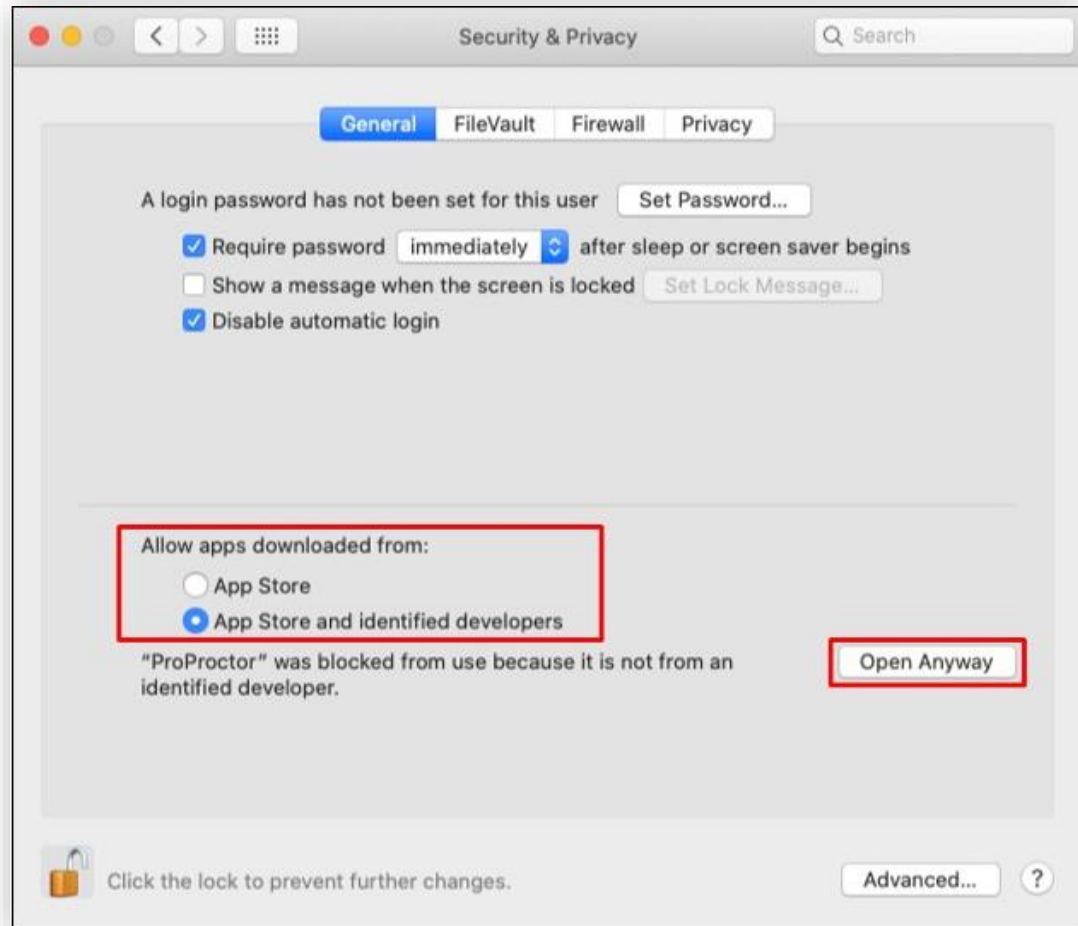 Security & Privacy
Search
General FileVault Firewall Privacy
A login password has not been set for this user Set Password...
Require password immediately after sleep or screen saver begins
Show a message when the screen is locked Set Lock Message...
Disable automatic login
Allow apps downloaded from:
App Store
App Store and identified developers
“ProProctor” was blocked from use because it is not from an
identified developer.
Open Anyway
Click the lock to prevent further changes.
Advanced... ?